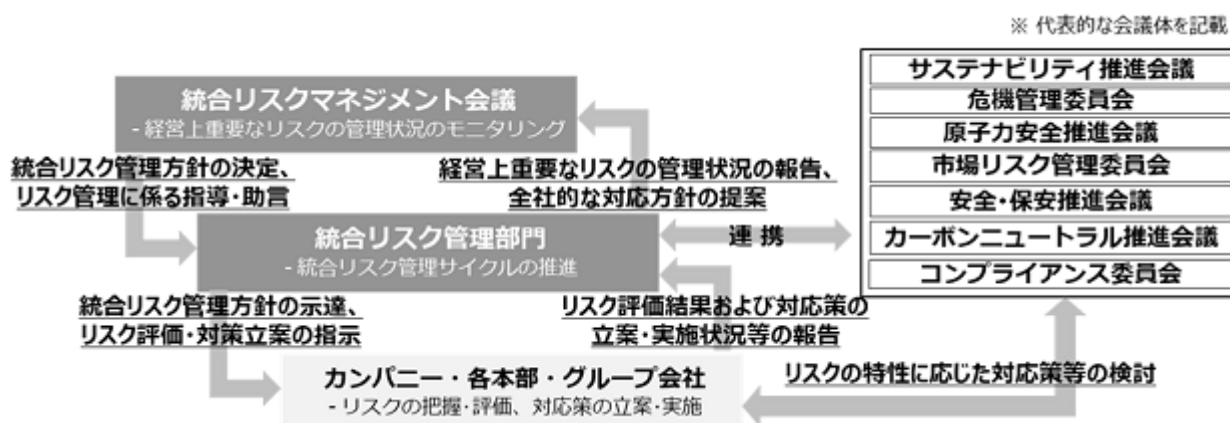 ※ 代表的な会議体を記載
統合リスクマネジメント会議
- 経営上重要なリスクの管理状況のモニタリング
統合リスク管理方針の決定、
リスク管理に係る指導・助言
経営上重要なリスクの管理状況の報告、
全社的な対応方針の提案
統合リスク管理部門
- 統合リスク管理サイクルの推進
連 携
統合リスク管理方針の示達、
リスク評価・対策立案の指示
リスク評価結果および対応策の
立案・実施状況等の報告
カンパニー・各本部・グループ会社
- リスクの把握・評価、対応策の立案・実施
サステナビリティ推進会議
危機管理委員会
原子力安全推進会議
市場リスク管理委員会
安全・保安推進会議
カーボンニュートラル推進会議
コンプライアンス委員会
リスクの特性に応じた対応策等の検討